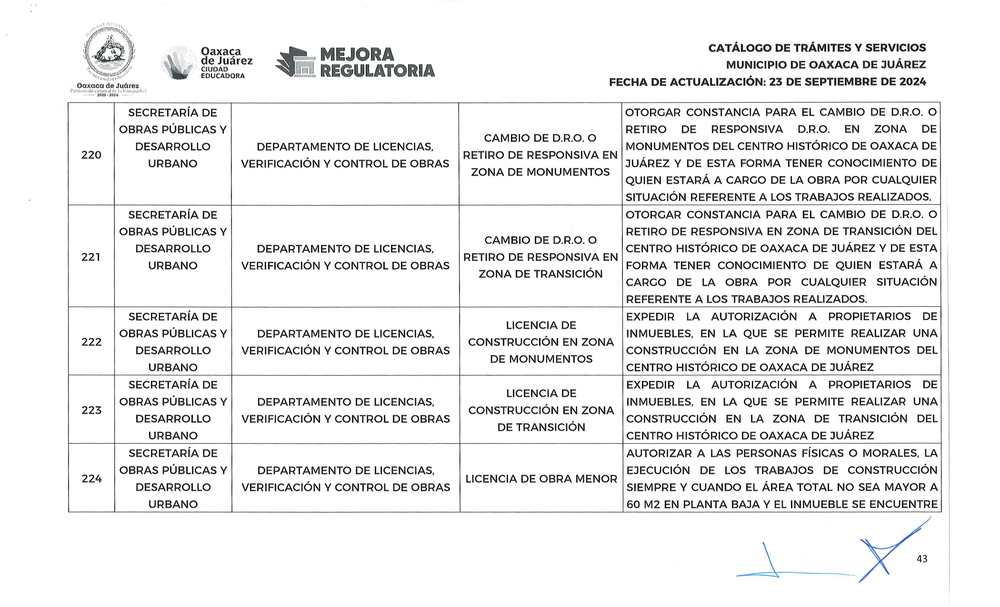 Oaxaca de Juárez
Patrimonio cultural de la humanidad
2022 - 2024
Oaxaca
de Juárez
CIUDAD
EDUCADORA
MEJORA
REGULATORIA
CATÁLOGO DE TRÁMITES Y SERVICIOS
MUNICIPIO DE OAXACA DE JUÁREZ
FECHA DE ACTUALIZACIÓN: 23 DE SEPTIEMBRE DE 2024
220
SECRETARÍA DE
OBRAS PÚBLICAS Y
DESARROLLO
URBANO
DEPARTAMENTO DE LICENCIAS,
VERIFICACIÓN Y CONTROL DE OBRAS
CAMBIO DE D.R.O. O
RETIRO DE RESPONSIVA EN
ZONA DE MONUMENTOS
OTORGAR CONSTANCIA PARA EL CAMBIO DE D.R.O. O
RETIRO DE RESPONSIVA D.R.O. EN ZONA DE
MONUMENTOS DEL CENTRO HISTÓRICO DE OAXACA DE
JUÁREZ Y DE ESTA FORMA TENER CONOCIMIENTO DE
QUIEN ESTARÁ A CARGO DE LA OBRA POR CUALQUIER
SITUACIÓN REFERENTE A LOS TRABAJOS REALIZADOS.
221
SECRETARÍA DE
OBRAS PÚBLICAS Y
DESARROLLO
URBANO
DEPARTAMENTO DE LICENCIAS,
VERIFICACIÓN Y CONTROL DE OBRAS
CAMBIO DE D.R.O. O
RETIRO DE RESPONSIVA EN
ZONA DE TRANSICIÓN
OTORGAR CONSTANCIA PARA EL CAMBIO DE D.R.O. O
RETIRO DE RESPONSIVA EN ZONA DE TRANSICIÓN DEL
CENTRO HISTÓRICO DE OAXACA DE JUÁREZ Y DE ESTA
FORMA TENER CONOCIMIENTO DE QUIEN ESTARÁ A
CARGO DE LA OBRA POR CUALQUIER SITUACIÓN
REFERENTE A LOS TRABAJOS REALIZADOS.
222
SECRETARÍA DE
OBRAS PÚBLICAS Y
DESARROLLO
URBANO
DEPARTAMENTO DE LICENCIAS,
VERIFICACIÓN Y CONTROL DE OBRAS
LICENCIA DE
CONSTRUCCIÓN EN ZONA
DE MONUMENTOS
EXPEDIR LA AUTORIZACIÓN A PROPIETARIOS DE
INMUEBLES, EN LA QUE SE PERMITE REALIZAR UNA
CONSTRUCCIÓN EN LA ZONA DE MONUMENTOS DEL
CENTRO HISTÓRICO DE OAXACA DE JUÁREZ
223
SECRETARÍA DE
OBRAS PÚBLICAS Y
DESARROLLO
URBANO
DEPARTAMENTO DE LICENCIAS,
VERIFICACIÓN Y CONTROL DE OBRAS
LICENCIA DE
CONSTRUCCIÓN EN ZONA
DE TRANSICIÓN
EXPEDIR LA AUTORIZACIÓN A PROPIETARIOS DE
INMUEBLES, EN LA QUE SE PERMITE REALIZAR UNA
CONSTRUCCIÓN EN LA ZONA DE TRANSICIÓN DEL
CENTRO HISTÓRICO DE OAXACA DE JUÁREZ
224
SECRETARÍA DE
OBRAS PÚBLICAS Y
DESARROLLO
URBANO
DEPARTAMENTO DE LICENCIAS,
VERIFICACIÓN Y CONTROL DE OBRAS
LICENCIA DE OBRA MENOR
AUTORIZAR A LAS PERSONAS FÍSICAS O MORALES, LA
EJECUCIÓN DE LOS TRABAJOS DE CONSTRUCCIÓN
SIEMPRE Y CUANDO EL ÁREA TOTAL NO SEA MAYOR A
60 M2 EN PLANTA BAJA Y EL INMUEBLE SE ENCUENTRE
43